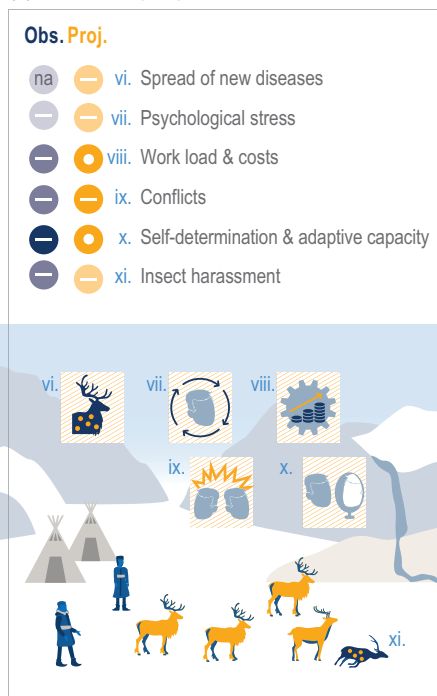 Obs. Proj.
na vi. Spread of new diseases
vii. Psychological stress
viii. Work load & costs
ix. Conflicts
x. Self-determination & adaptive capacity
xi. Insect harassment
vi. vii. viii.
ix. x.
xi.